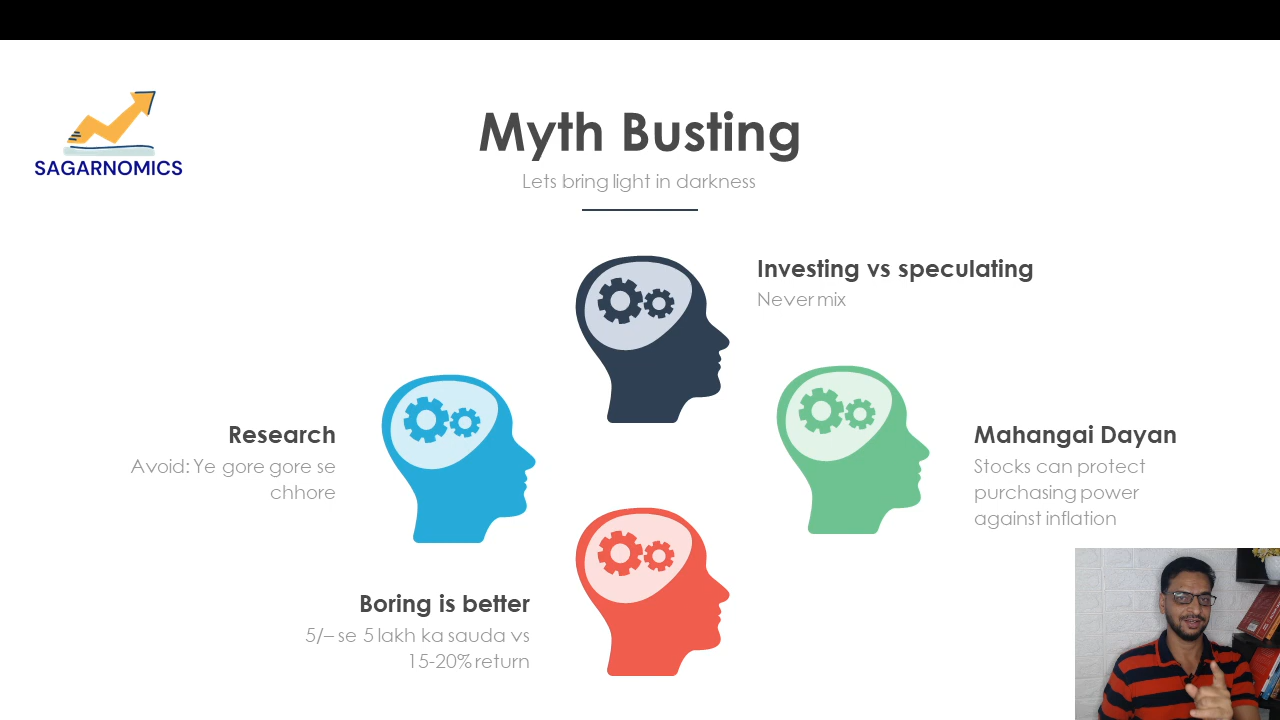 SAGARNOMICS
Myth Busting
Lets bring light in darkness
Investing vs speculating
Never mix
Research
Avoid: Ye gore gore se
chhore
Mahangai Dayan
Stocks can protect
purchasing power
against inflation
Boring is better
5/– se 5 lakh ka sauda vs
15-20% return